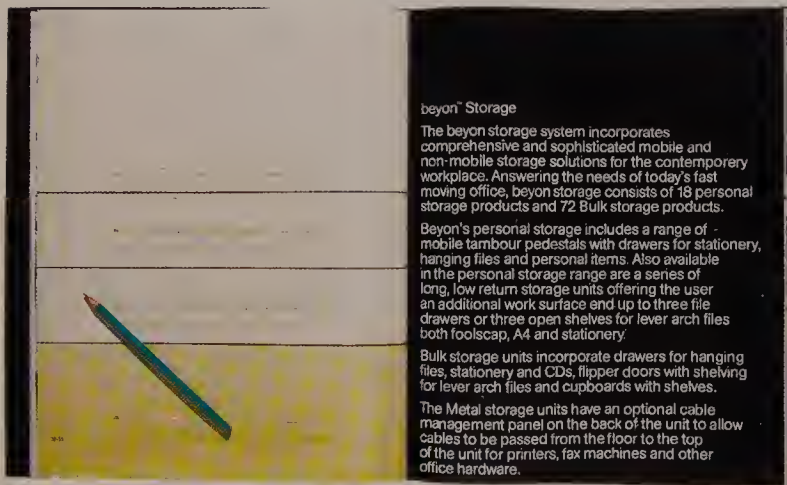 beyon™ Storage
The beyon storage system incorporates
comprehensive and sophisticated mobile and
non-mobile storage solutions for the contemporery
workplace. Answering the needs of today's fast
moving office, beyon storage consists of 18 personal
storage products and 72 Bulk storage products.
Beyon's personal storage includes a range of -
mobile tambour pedestals with drawers for stationery,
hanging files and personal items. Also available
in the personal storage range are a series of
long, low return storage units offering the user
an additional work surface end up to three file
drawers or three open shelves for lever arch files
both foolscap, A4 and stationery.
Bulk storage units incorporate drawers for hanging
files, stationery and CDs, flipper doors with shelving
for lever arch files and cupboards with shelves.
The Metal storage units have an optional cable
management panel on the back of the unit to allow
cables to be passed from the floor to the top
of the unit for printers, fax machines and other
office hardware.